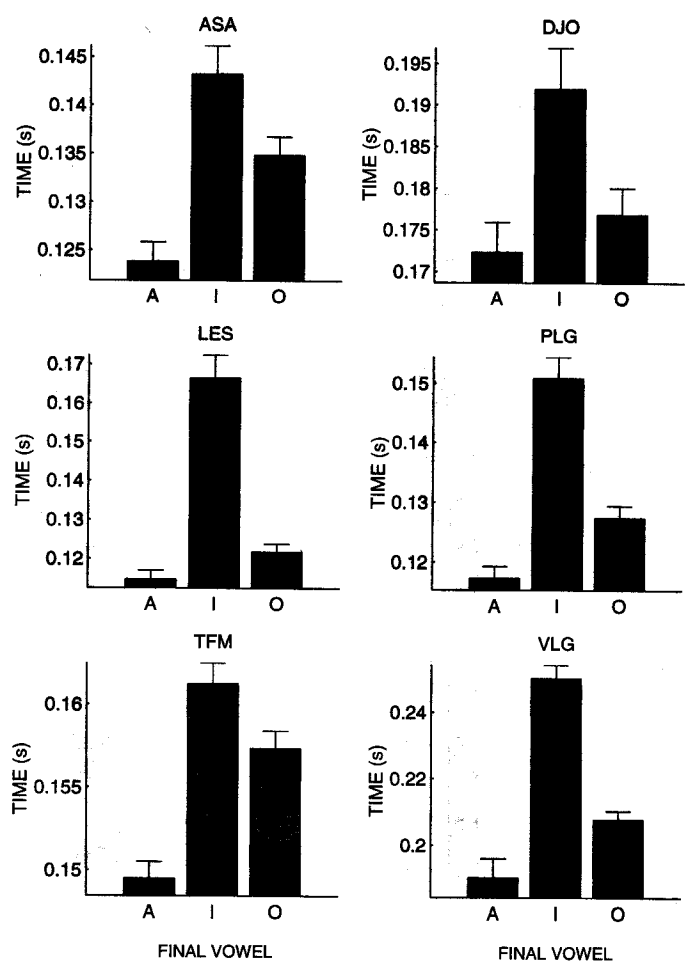 ASA
0.145
0.14
0.135
0.13
0.125
TIME (s)
A I O
DJO
0.195
0.19
0.185
0.18
0.175
0.17
TIME (s)
A I O
LES
0.17
0.16
0.15
0.14
0.13
0.12
TIME (s)
A I O
PLG
0.15
0.14
0.13
0.12
TIME (s)
A I O
TFM
0.16
0.155
0.15
TIME (s)
A I O
FINAL VOWEL
VLG
0.24
0.22
0.2
TIME (s)
A I O
FINAL VOWEL